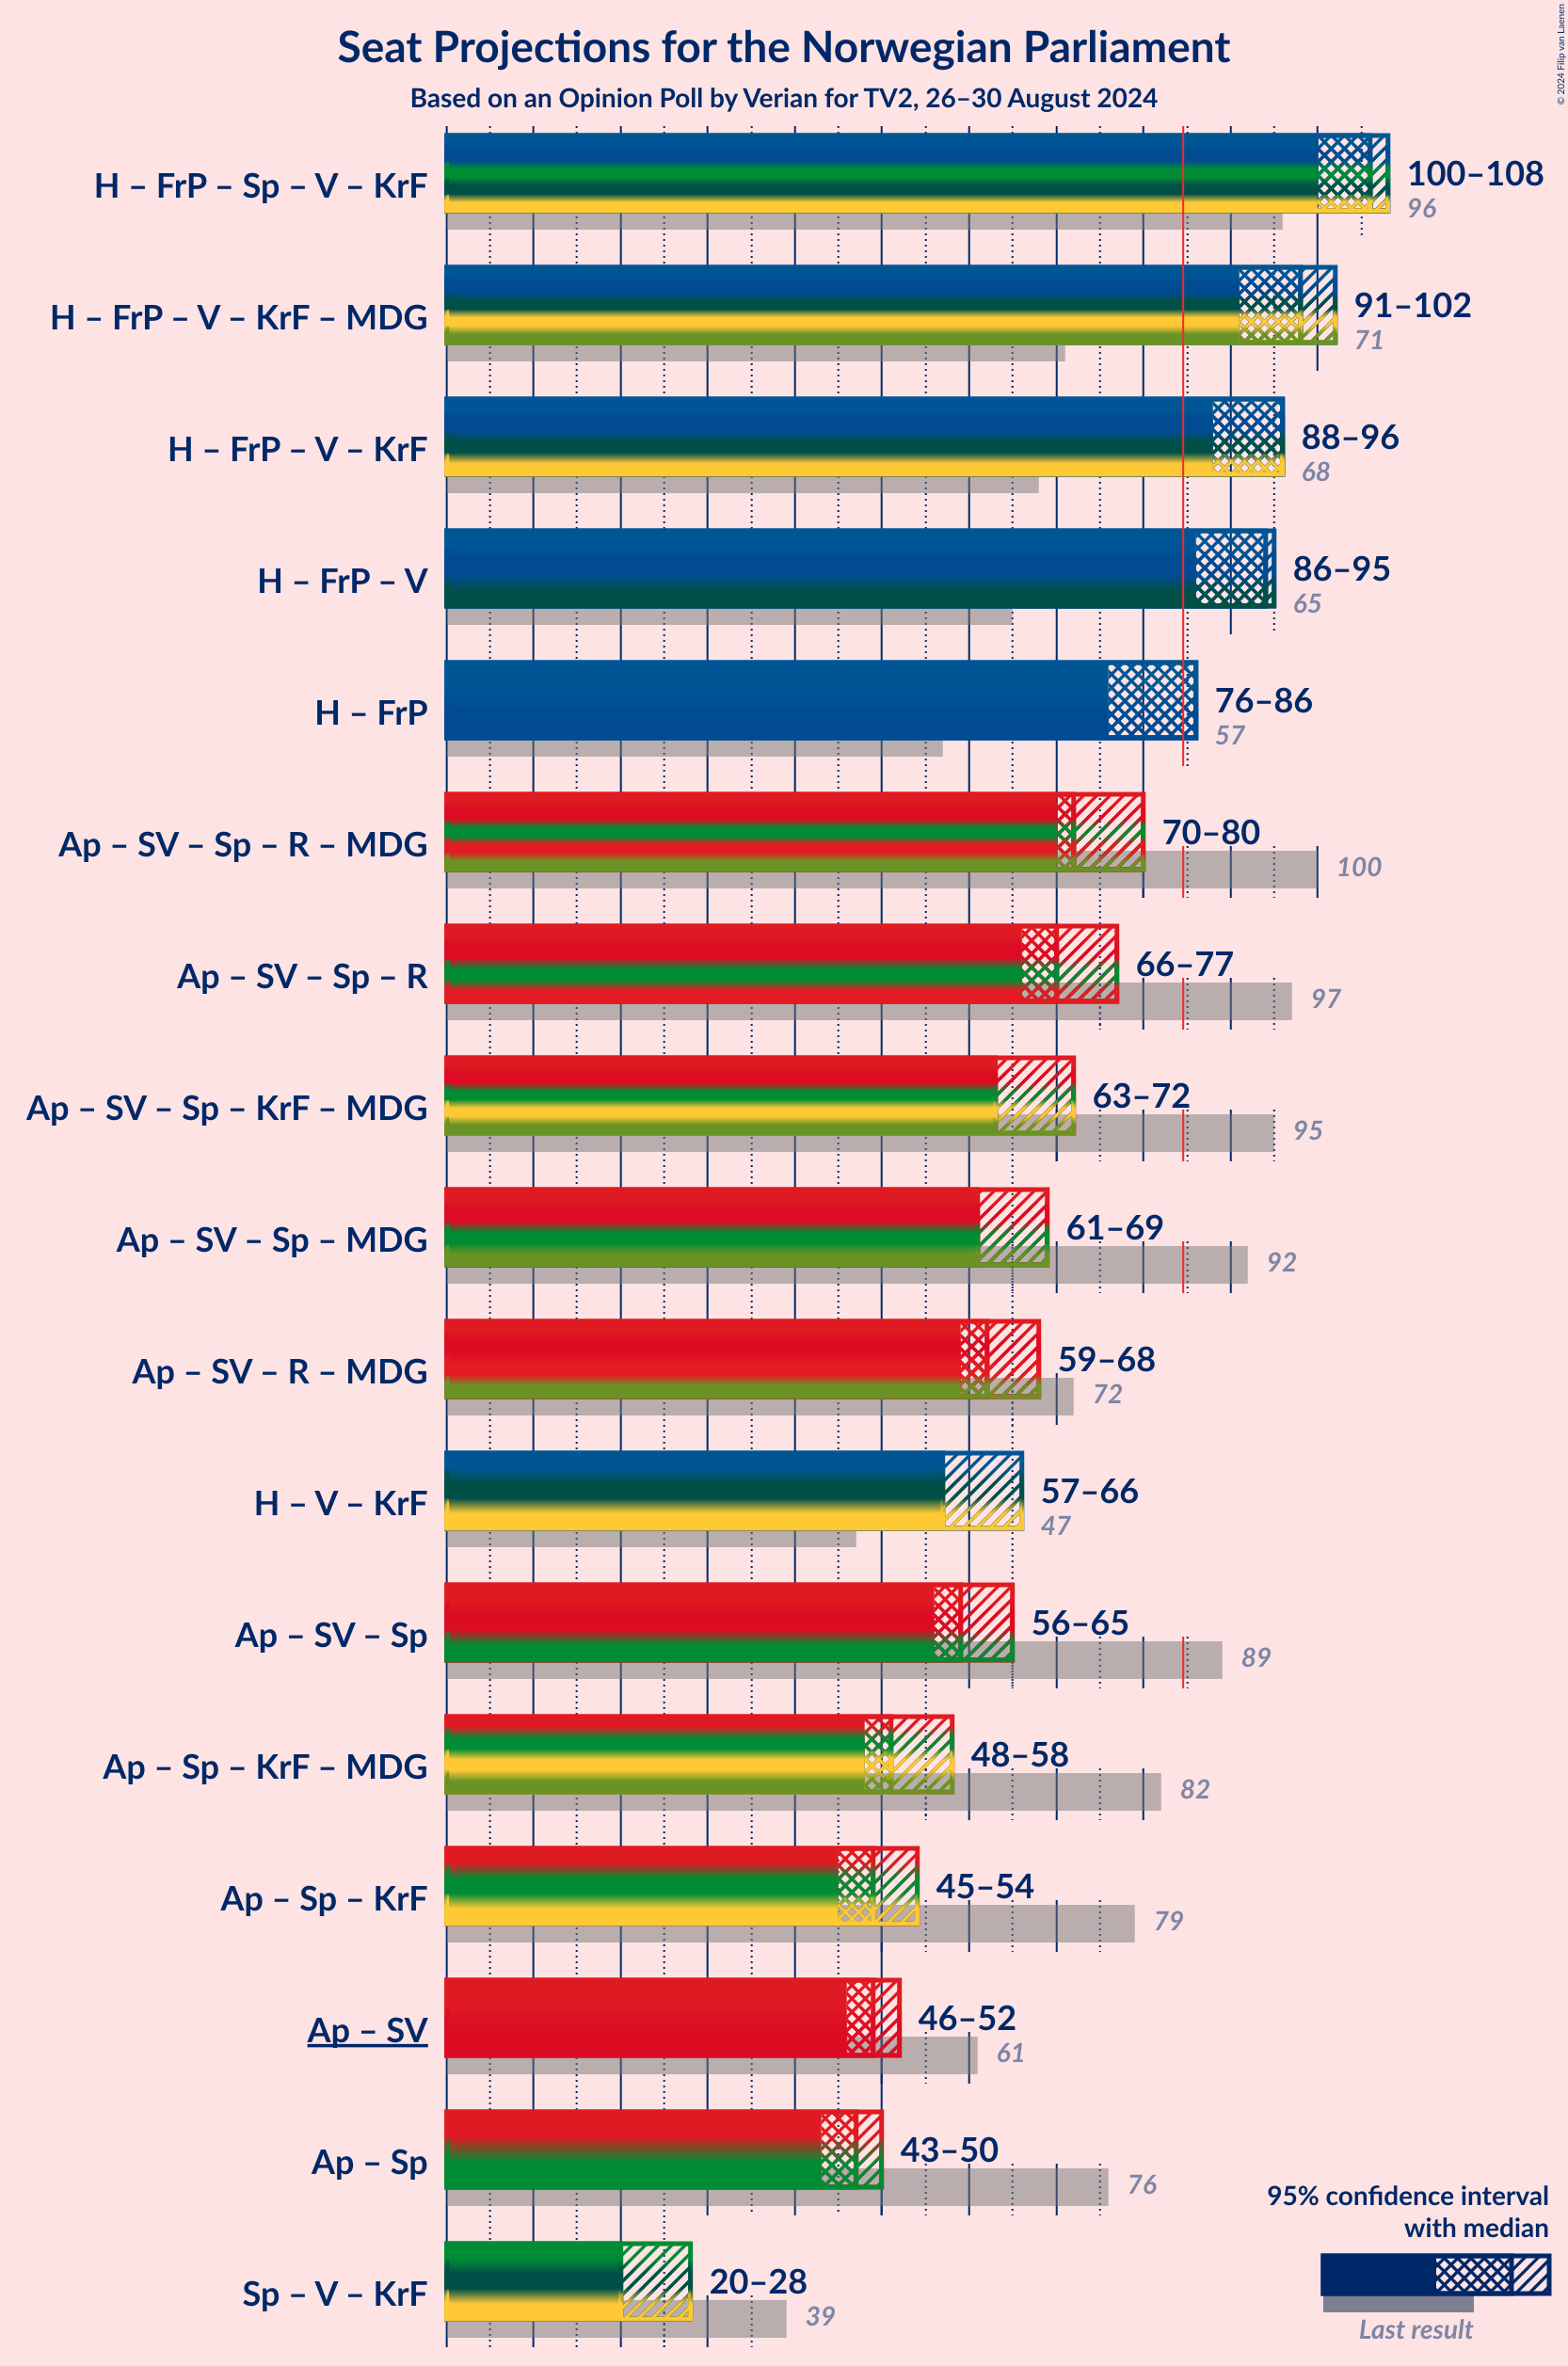 Seat Projections for the Norwegian Parliament
Based on an Opinion Poll by Verian for TV2, 26–30 August 2024
© 2024 Filip van Laenen
H – FrP – Sp – V – KrF
100–108
96
H – FrP – V – KrF – MDG
91–102
71
H – FrP – V – KrF
88–96
68
H – FrP – V
86–95
65
H – FrP
76–86
57
Ap – SV – Sp – R – MDG
70–80
100
Ap – SV – Sp – R
66–77
97
Ap – SV – Sp – KrF – MDG
63–72
95
Ap – SV – Sp – MDG
61–69
92
Ap – SV – R – MDG
59–68
72
H – V – KrF
57–66
47
Ap – SV – Sp
56–65
89
Ap – Sp – KrF – MDG
48–58
82
Ap – Sp – KrF
45–54
79
Ap – SV
46–52
61
Ap – Sp
43–50
76
Sp – V – KrF
20–28
39
95% confidence interval
with median
Last result